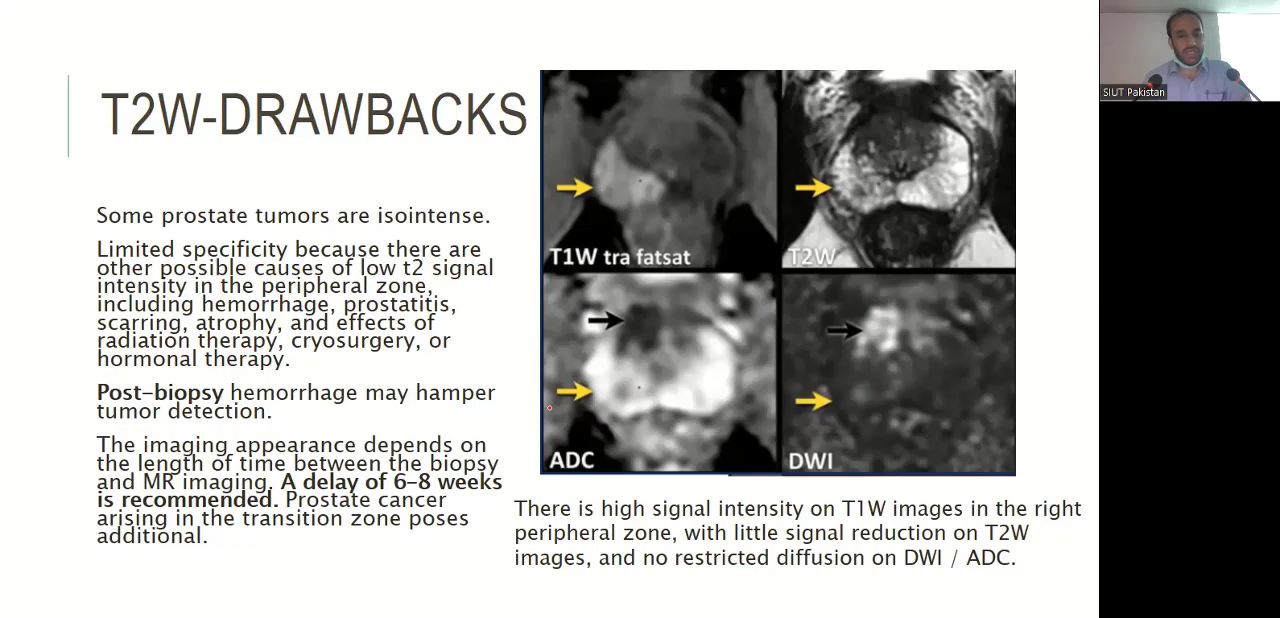 T2W-DRAWBACKS
Some prostate tumors are isointense.
Limited specificity because there are
other possible causes of low t2 signal
intensity in the peripheral zone,
including hemorrhage, prostatitis,
scarring, atrophy, and effects of
radiation therapy, cryosurgery, or
hormonal therapy.
Post-biopsy hemorrhage may hamper
tumor detection.
The imaging appearance depends on
the length of time between the biopsy
and MR imaging. A delay of 6-8 weeks
is recommended. Prostate cancer
arising in the transition zone poses
additional.
T1W tra fatsat
T2W
ADC
DWI
There is high signal intensity on T1W images in the right
peripheral zone, with little signal reduction on T2W
images, and no restricted diffusion on DWI / ADC.
SIUT Pakistan